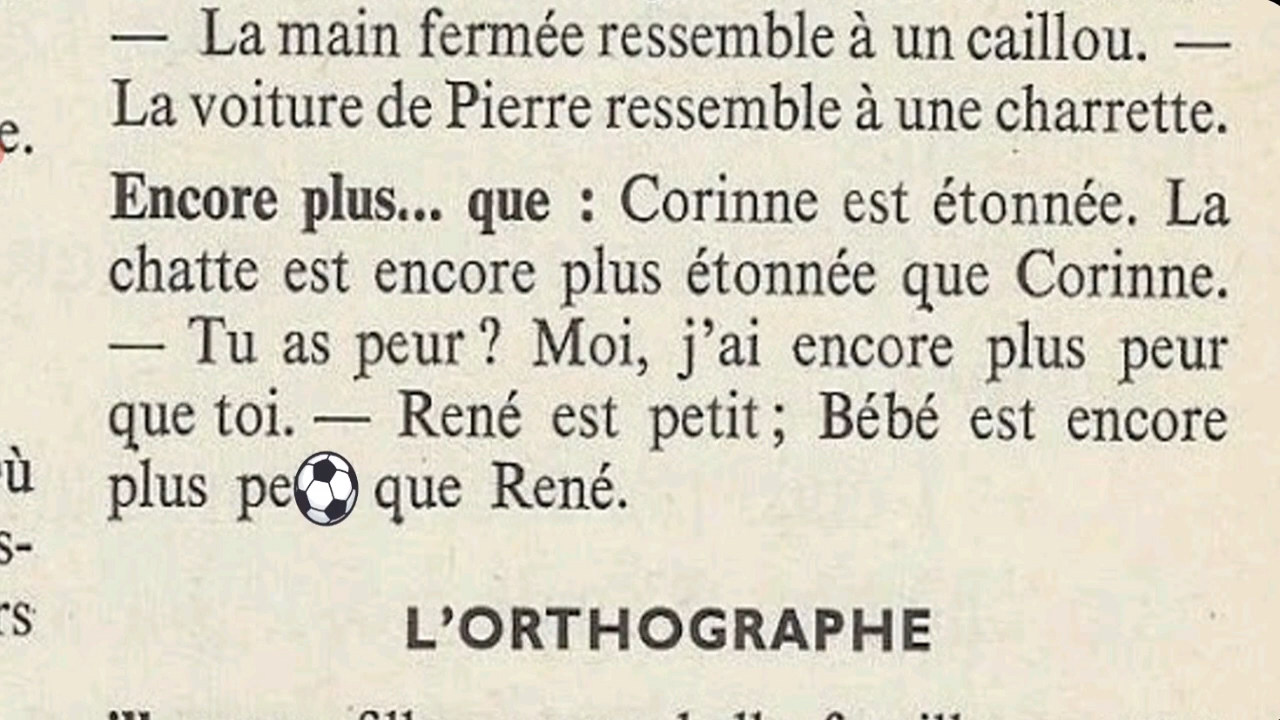 — La main fermée ressemble à un caillou. —
La voiture de Pierre ressemble à une charrette.
e.
Encore plus... que : Corinne est étonnée. La
chatte est encore plus étonnée que Corinne.
— Tu as peur ? Moi, j'ai encore plus peur
que toi. — René est petit ; Bébé est encore
plus que René.
où
s-
rs
L'ORTHOGRAPHE